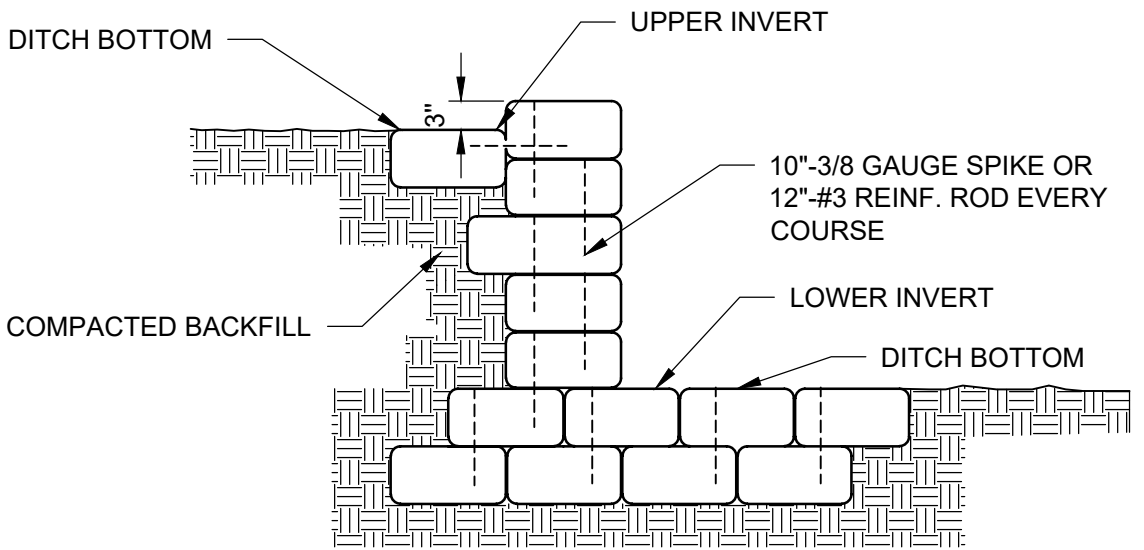 UPPER INVERT
DITCH BOTTOM
3"
10"-3/8 GAUGE SPIKE OR
12"-#3 REINF. ROD EVERY
COURSE
LOWER INVERT
COMPACTED BACKFILL
DITCH BOTTOM